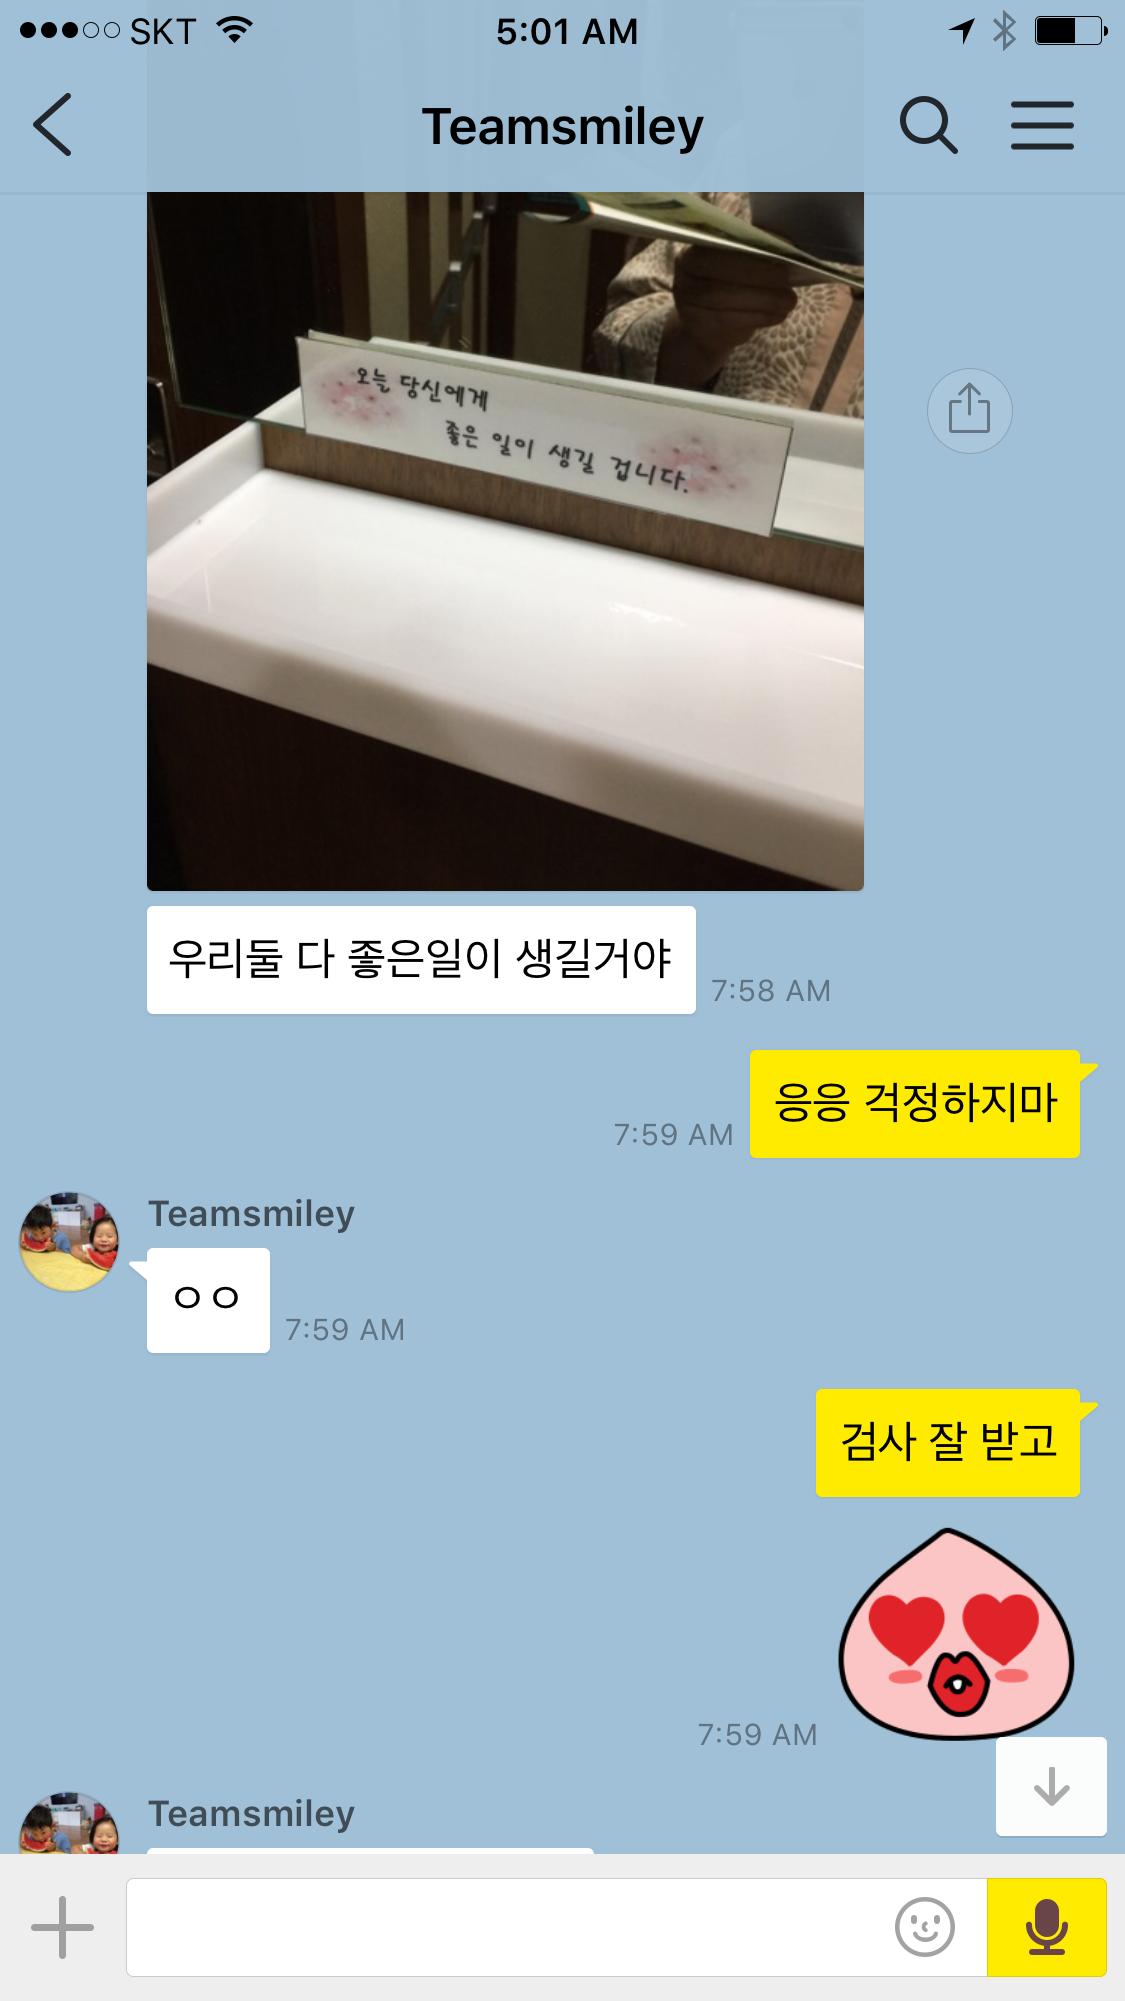 SKT
5:01 AM
Teamsmiley
오늘 당신에게
좋은 일이 생길 겁니다.
우리둘 다 좋은일이 생길거야
7:58 AM
응응 걱정하지마
7:59 AM
Teamsmiley
ㅇㅇ
7:59 AM
검사 잘 받고
7:59 AM
Teamsmiley